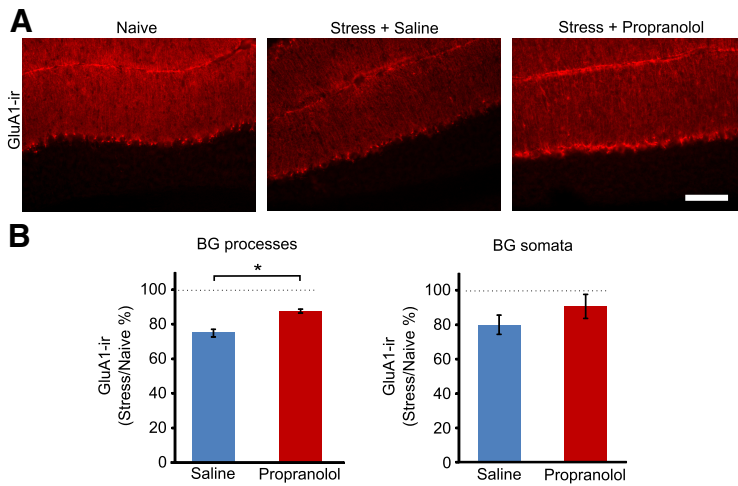 A
Naive
Stress + Saline
Stress + Propranolol
GluA1-ir
B
BG processes
*
100
80
60
40
20
0
GluA1-ir
(Stress/Naive %)
Saline
Propranolol
BG somata
100
80
60
40
20
0
GluA1-ir
(Stress/Naive %)
Saline
Propranolol